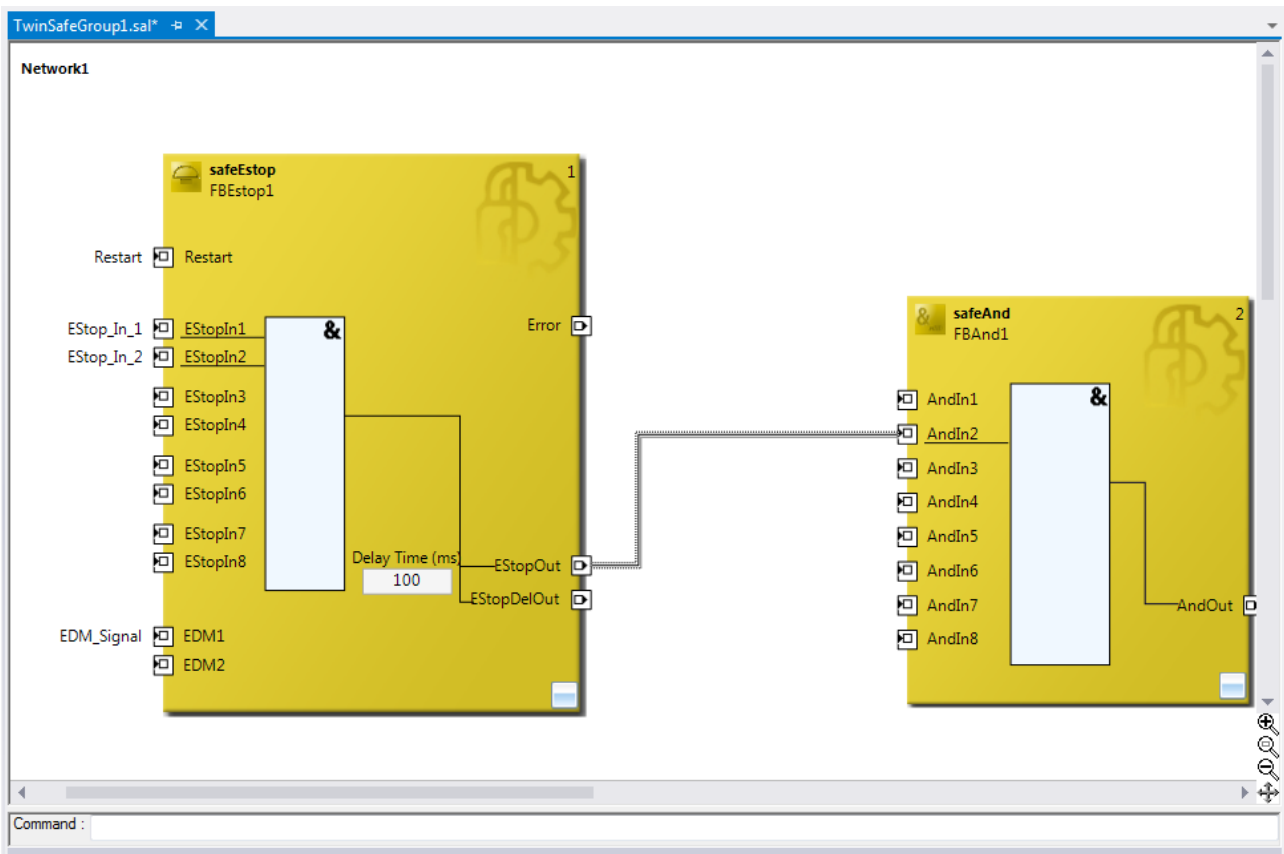 TwinSafeGroup1.sal*
Network1
safeEstop
FBEstop1
1
Restart
Restart
EStop_In_1
EStopIn1
&
Error
EStop_In_2
EStopIn2
EStopIn3
EStopIn4
EStopIn5
EStopIn6
EStopIn7
EStopIn8
Delay Time (ms)
100
EStopOut
EStopDelOut
EDM_Signal
EDM1
EDM2
&
safeAnd
FBAnd1
2
AndIn1
&
AndIn2
AndIn3
AndIn4
AndIn5
AndIn6
AndIn7
AndOut
AndIn8
Command :